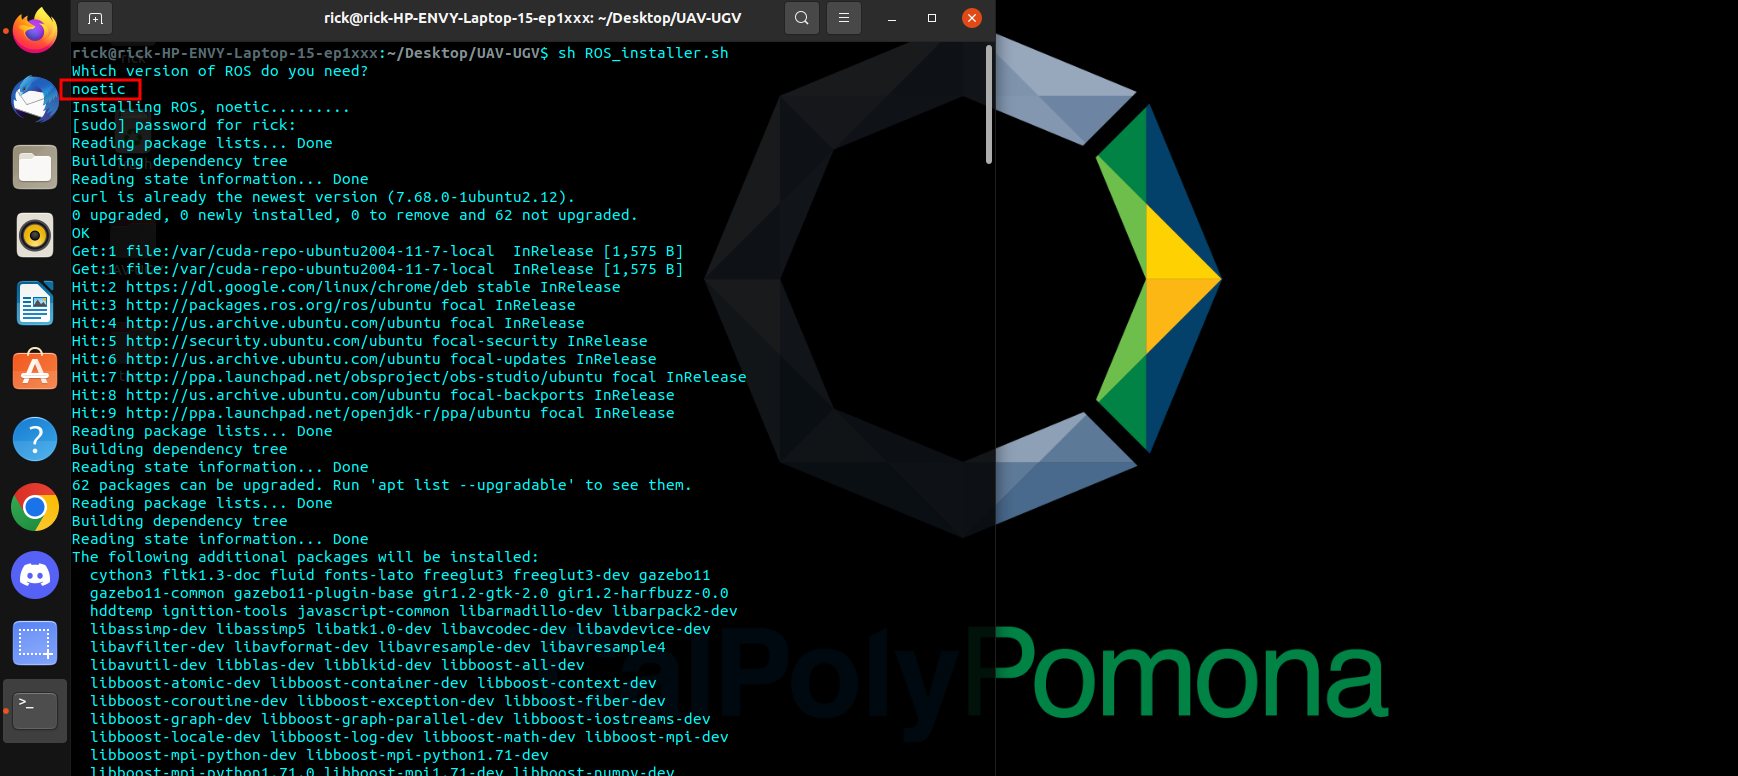 rick@rick-HP-ENVY-Laptop-15-ep1xxx: ~/Desktop/UAV-UGV
rick@rick-HP-ENVY-Laptop-15-ep1xxx:~/Desktop/UAV-UGV$ sh ROS_installer.sh
Which version of ROS do you need?
noetic
Installing ROS, noetic.........
[sudo] password for rick:
Reading package lists... Done
Building dependency tree
Reading state information... Done
curl is already the newest version (7.68.0-1ubuntu2.12).
0 upgraded, 0 newly installed, 0 to remove and 62 not upgraded.
OK
Get:1 file:/var/cuda-repo-ubuntu2004-11-7-local  InRelease [1,575 B]
Get:1 file:/var/cuda-repo-ubuntu2004-11-7-local  InRelease [1,575 B]
Hit:2 https://dl.google.com/linux/chrome/deb stable InRelease
Hit:3 http://packages.ros.org/ros/ubuntu focal InRelease
Hit:4 http://us.archive.ubuntu.com/ubuntu focal InRelease
Hit:5 http://security.ubuntu.com/ubuntu focal-security InRelease
Hit:6 http://us.archive.ubuntu.com/ubuntu focal-updates InRelease
Hit:7 http://ppa.launchpad.net/obsproject/obs-studio/ubuntu focal InRelease
Hit:8 http://us.archive.ubuntu.com/ubuntu focal-backports InRelease
Hit:9 http://ppa.launchpad.net/openjdk-r/ppa/ubuntu focal InRelease
Reading package lists... Done
Building dependency tree
Reading state information... Done
62 packages can be upgraded. Run 'apt list --upgradable' to see them.
Reading package lists... Done
Building dependency tree
Reading state information... Done
The following additional packages will be installed:
cython3 fltk1.3-doc fluid fonts-lato freeglut3 freeglut3-dev gazebo11
gazebo11-common gazebo11-plugin-base gir1.2-gtk-2.0 gir1.2-harfbuzz-0.0
hddtemp ignition-tools javascript-common libarmadillo-dev libarpack2-dev
libassimp-dev libassimp5 libatk1.0-dev libavcodec-dev libavdevice-dev
libavfilter-dev libavformat-dev libavresample-dev libavresample4
libavutil-dev libblas-dev libblkid-dev libboost-all-dev
libboost-atomic-dev libboost-container-dev libboost-context-dev
libboost-coroutine-dev libboost-exception-dev libboost-fiber-dev
libboost-graph-dev libboost-graph-parallel-dev libboost-iostreams-dev
libboost-locale-dev libboost-log-dev libboost-math-dev libboost-mpi-dev
libboost-mpi-python-dev libboost-mpi-python1.71-dev
libboost-mpi-python1.71.0 libboost-mpi1.71-dev libboost-numpy-dev
alPolyPomona